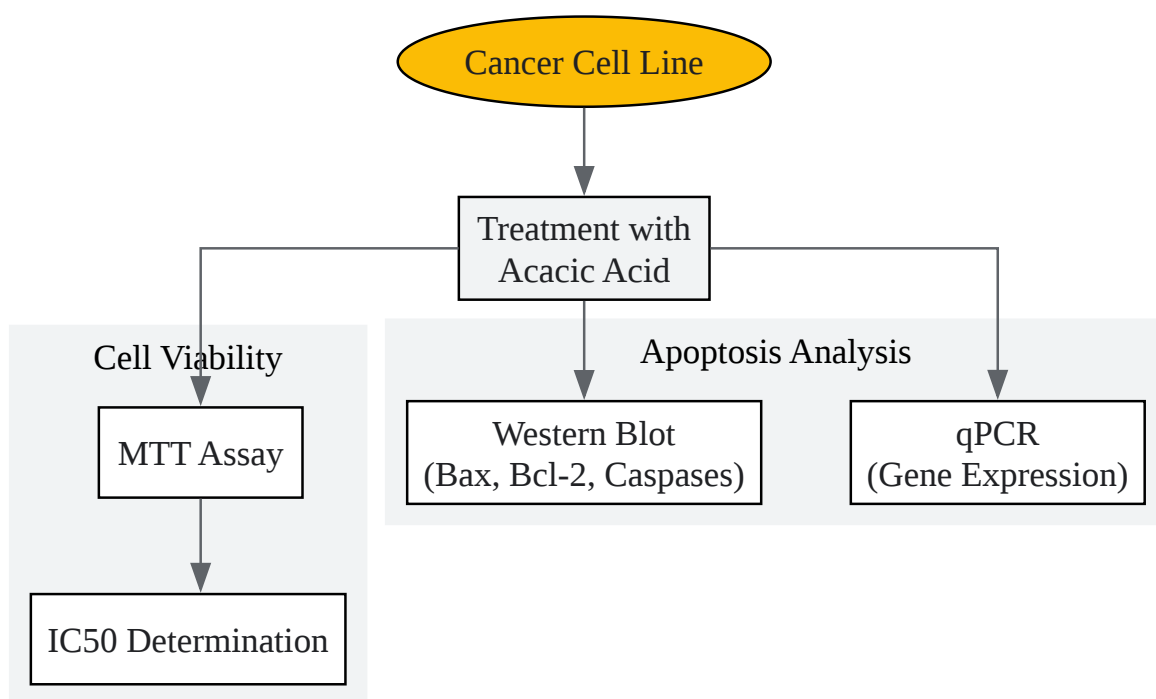 Cancer Cell Line
Treatment with
Acacic Acid
Cell Viability
Apoptosis Analysis
MTT Assay
Western Blot
(Bax, Bcl-2, Caspases)
qPCR
(Gene Expression)
IC50 Determination